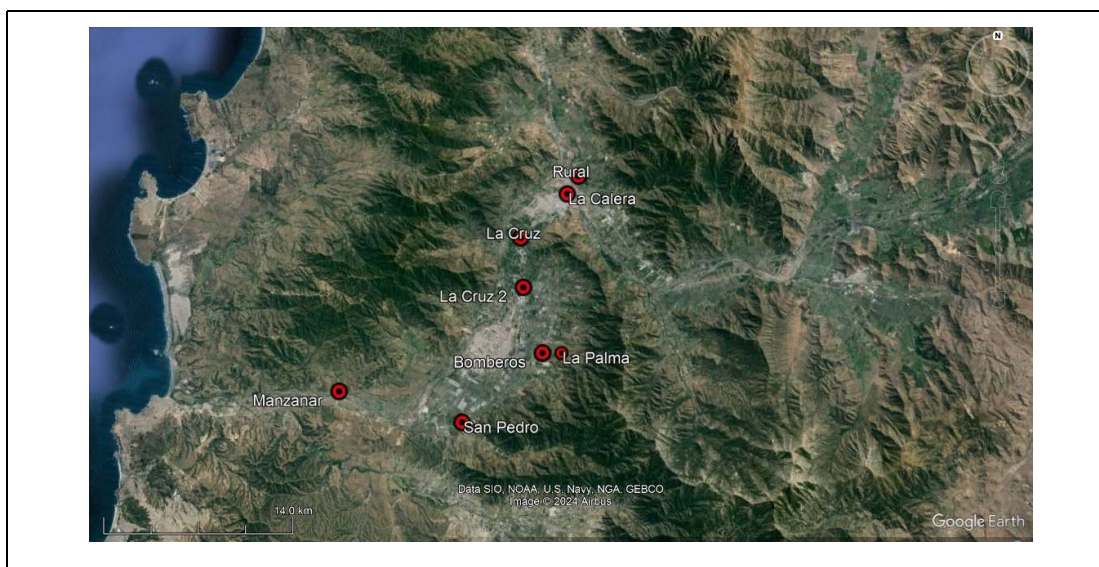 N
Rural
La Calera
La Cruz
La Cruz 2
Bomberos
La Palma
Manzanar
San Pedro
Data SIO, NOAA, U.S. Navy, NGA, GEBCO
Image © 2024 Airbus
14.0 km
Google Earth